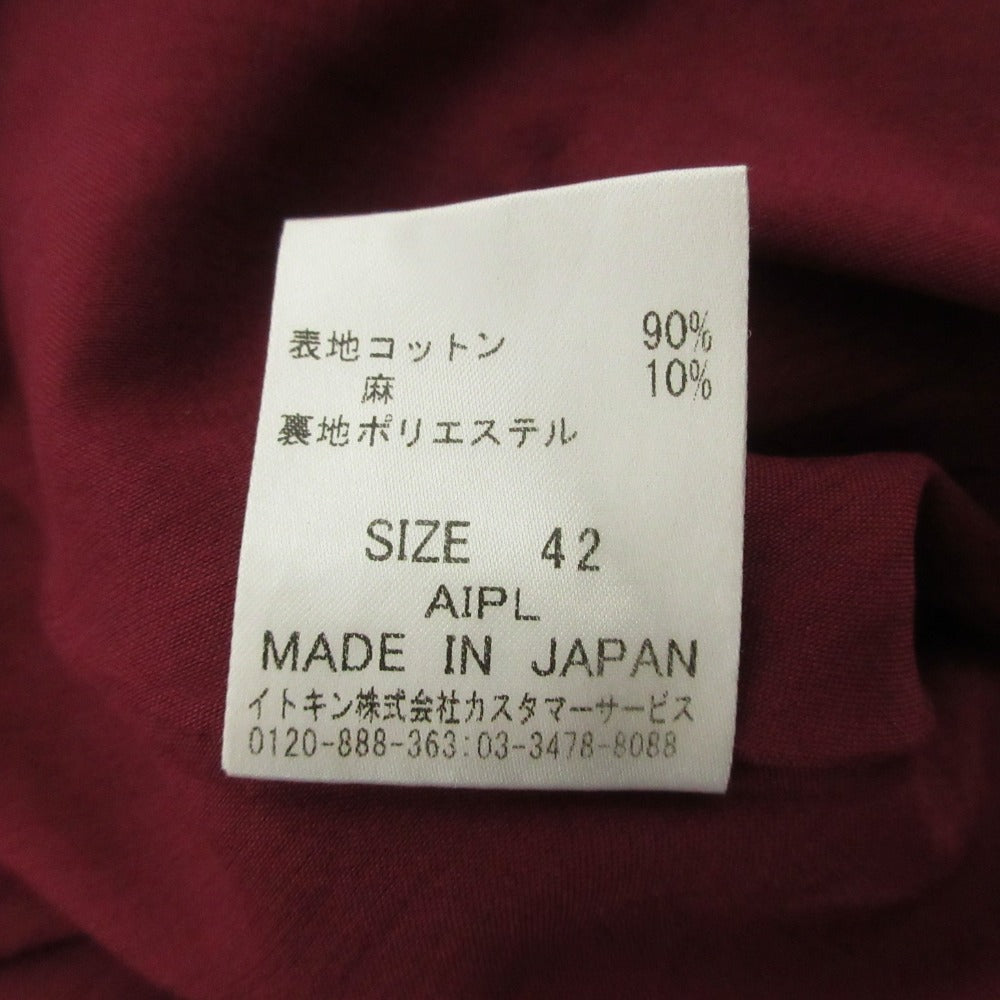 表地コットン 90%
麻 10%
裏地ポリエステル
SIZE 42
AIPL
MADE IN JAPAN
イトキン株式会社カスタマーサービス
0120-888-363:03-3478-8088